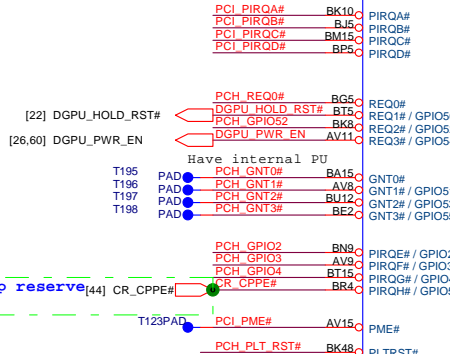 PCI_PIRQA# BK10 PIRQA#
PCI_PIRQB# BJ5 PIRQB#
PCI_PIRQC# BM15 PIRQC#
PCI_PIRQD# BP5 PIRQD#
PCH_REQ0# BG5 REQ0#
[22] DGPU_HOLD_RST# DGPU_HOLD_RST# BT5 REQ1# / GPIO5
PCH_GPIO52 BK8 REQ2# / GPIO5
[26,60] DGPU_PWR_EN DGPU_PWR_EN AV11 REQ3# / GPIO5
Have internal PU
T195 PAD PCH_GNT0# BA15 GNT0#
T196 PAD PCH_GNT1# AV8 GNT1# / GPIO5
T197 PAD PCH_GNT2# BU12 GNT2# / GPIO5
T198 PAD PCH_GNT3# BE2 GNT3# / GPIO5
PCH_GPIO2 BN9 PIRQE# / GPIO2
PCH_GPIO3 AV9 PIRQF# / GPIO3
PCH_GPIO4 BT15 PIRQG# / GPIO4
reserve [44] CR_CPPE# CR_CPPE# BR4 PIRQH# / GPIO5
T123PAD PCI_PME# AV15 PME#
PCH_PLT_RST# BK48 PLTRST#